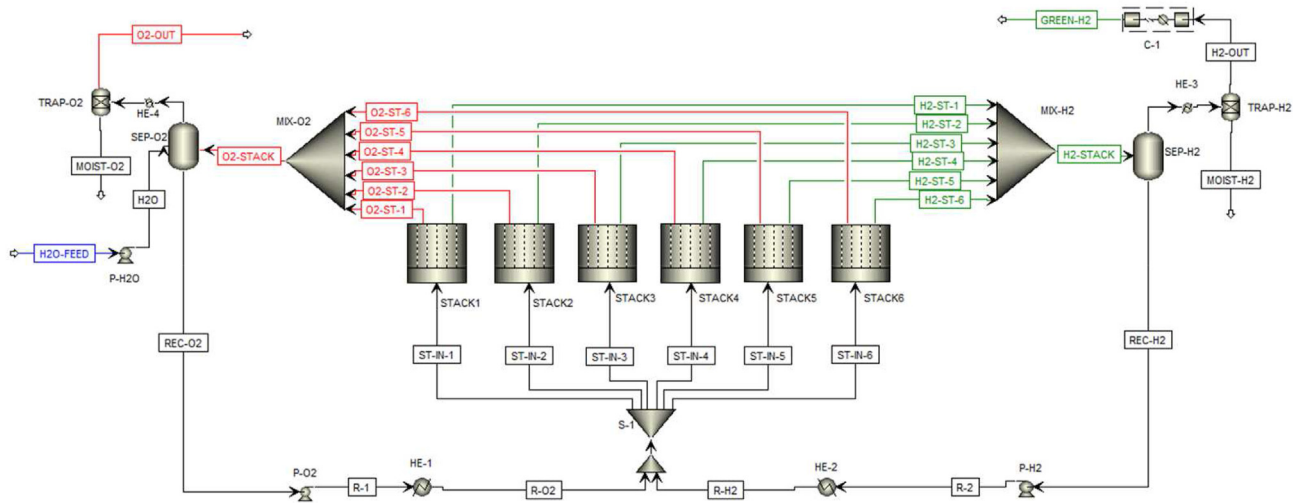 O2-OUT
GREEN-H2
C-1
H2-OUT
HE-3
TRAP-H2
TRAP-O2
HE-4
SEP-O2
MIX-O2
O2-ST-6
O2-ST-5
O2-ST-4
O2-ST-3
O2-ST-2
O2-ST-1
H2-ST-1
H2-ST-2
H2-ST-3
H2-ST-4
H2-ST-5
H2-ST-6
MIX-H2
O2-STACK
H2-STACK
SEP-H2
MOIST-O2
MOIST-H2
H2O
H2O-FEED
P-H2O
STACK1
STACK2
STACK3
STACK4
STACK5
STACK6
REC-O2
REC-H2
ST-IN-1
ST-IN-2
ST-IN-3
ST-IN-4
ST-IN-5
ST-IN-6
S-1
P-O2
R-1
HE-1
R-O2
R-H2
HE-2
R-2
P-H2